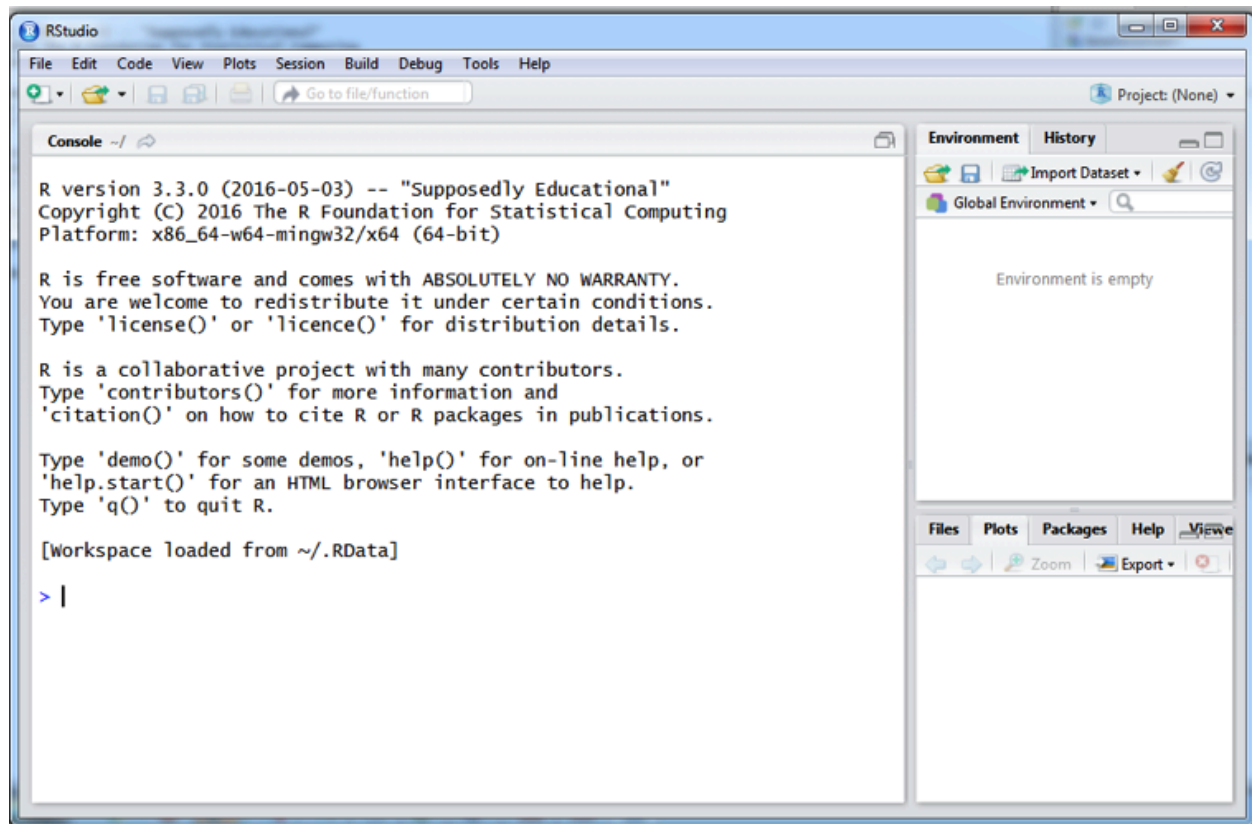 RStudio
File Edit Code View Plots Session Build Debug Tools Help
Go to file/function
Project: (None)
Console ~/
R version 3.3.0 (2016-05-03) -- "Supposedly Educational"
Copyright (C) 2016 The R Foundation for Statistical Computing
Platform: x86_64-w64-mingw32/x64 (64-bit)
R is free software and comes with ABSOLUTELY NO WARRANTY.
You are welcome to redistribute it under certain conditions.
Type 'license()' or 'licence()' for distribution details.
R is a collaborative project with many contributors.
Type 'contributors()' for more information and
'citation()' on how to cite R or R packages in publications.
Type 'demo()' for some demos, 'help()' for on-line help, or
'help.start()' for an HTML browser interface to help.
Type 'q()' to quit R.
[Workspace loaded from ~/.RData]
>
Environment History
Import Dataset
Global Environment
Environment is empty
Files Plots Packages Help
Zoom Export